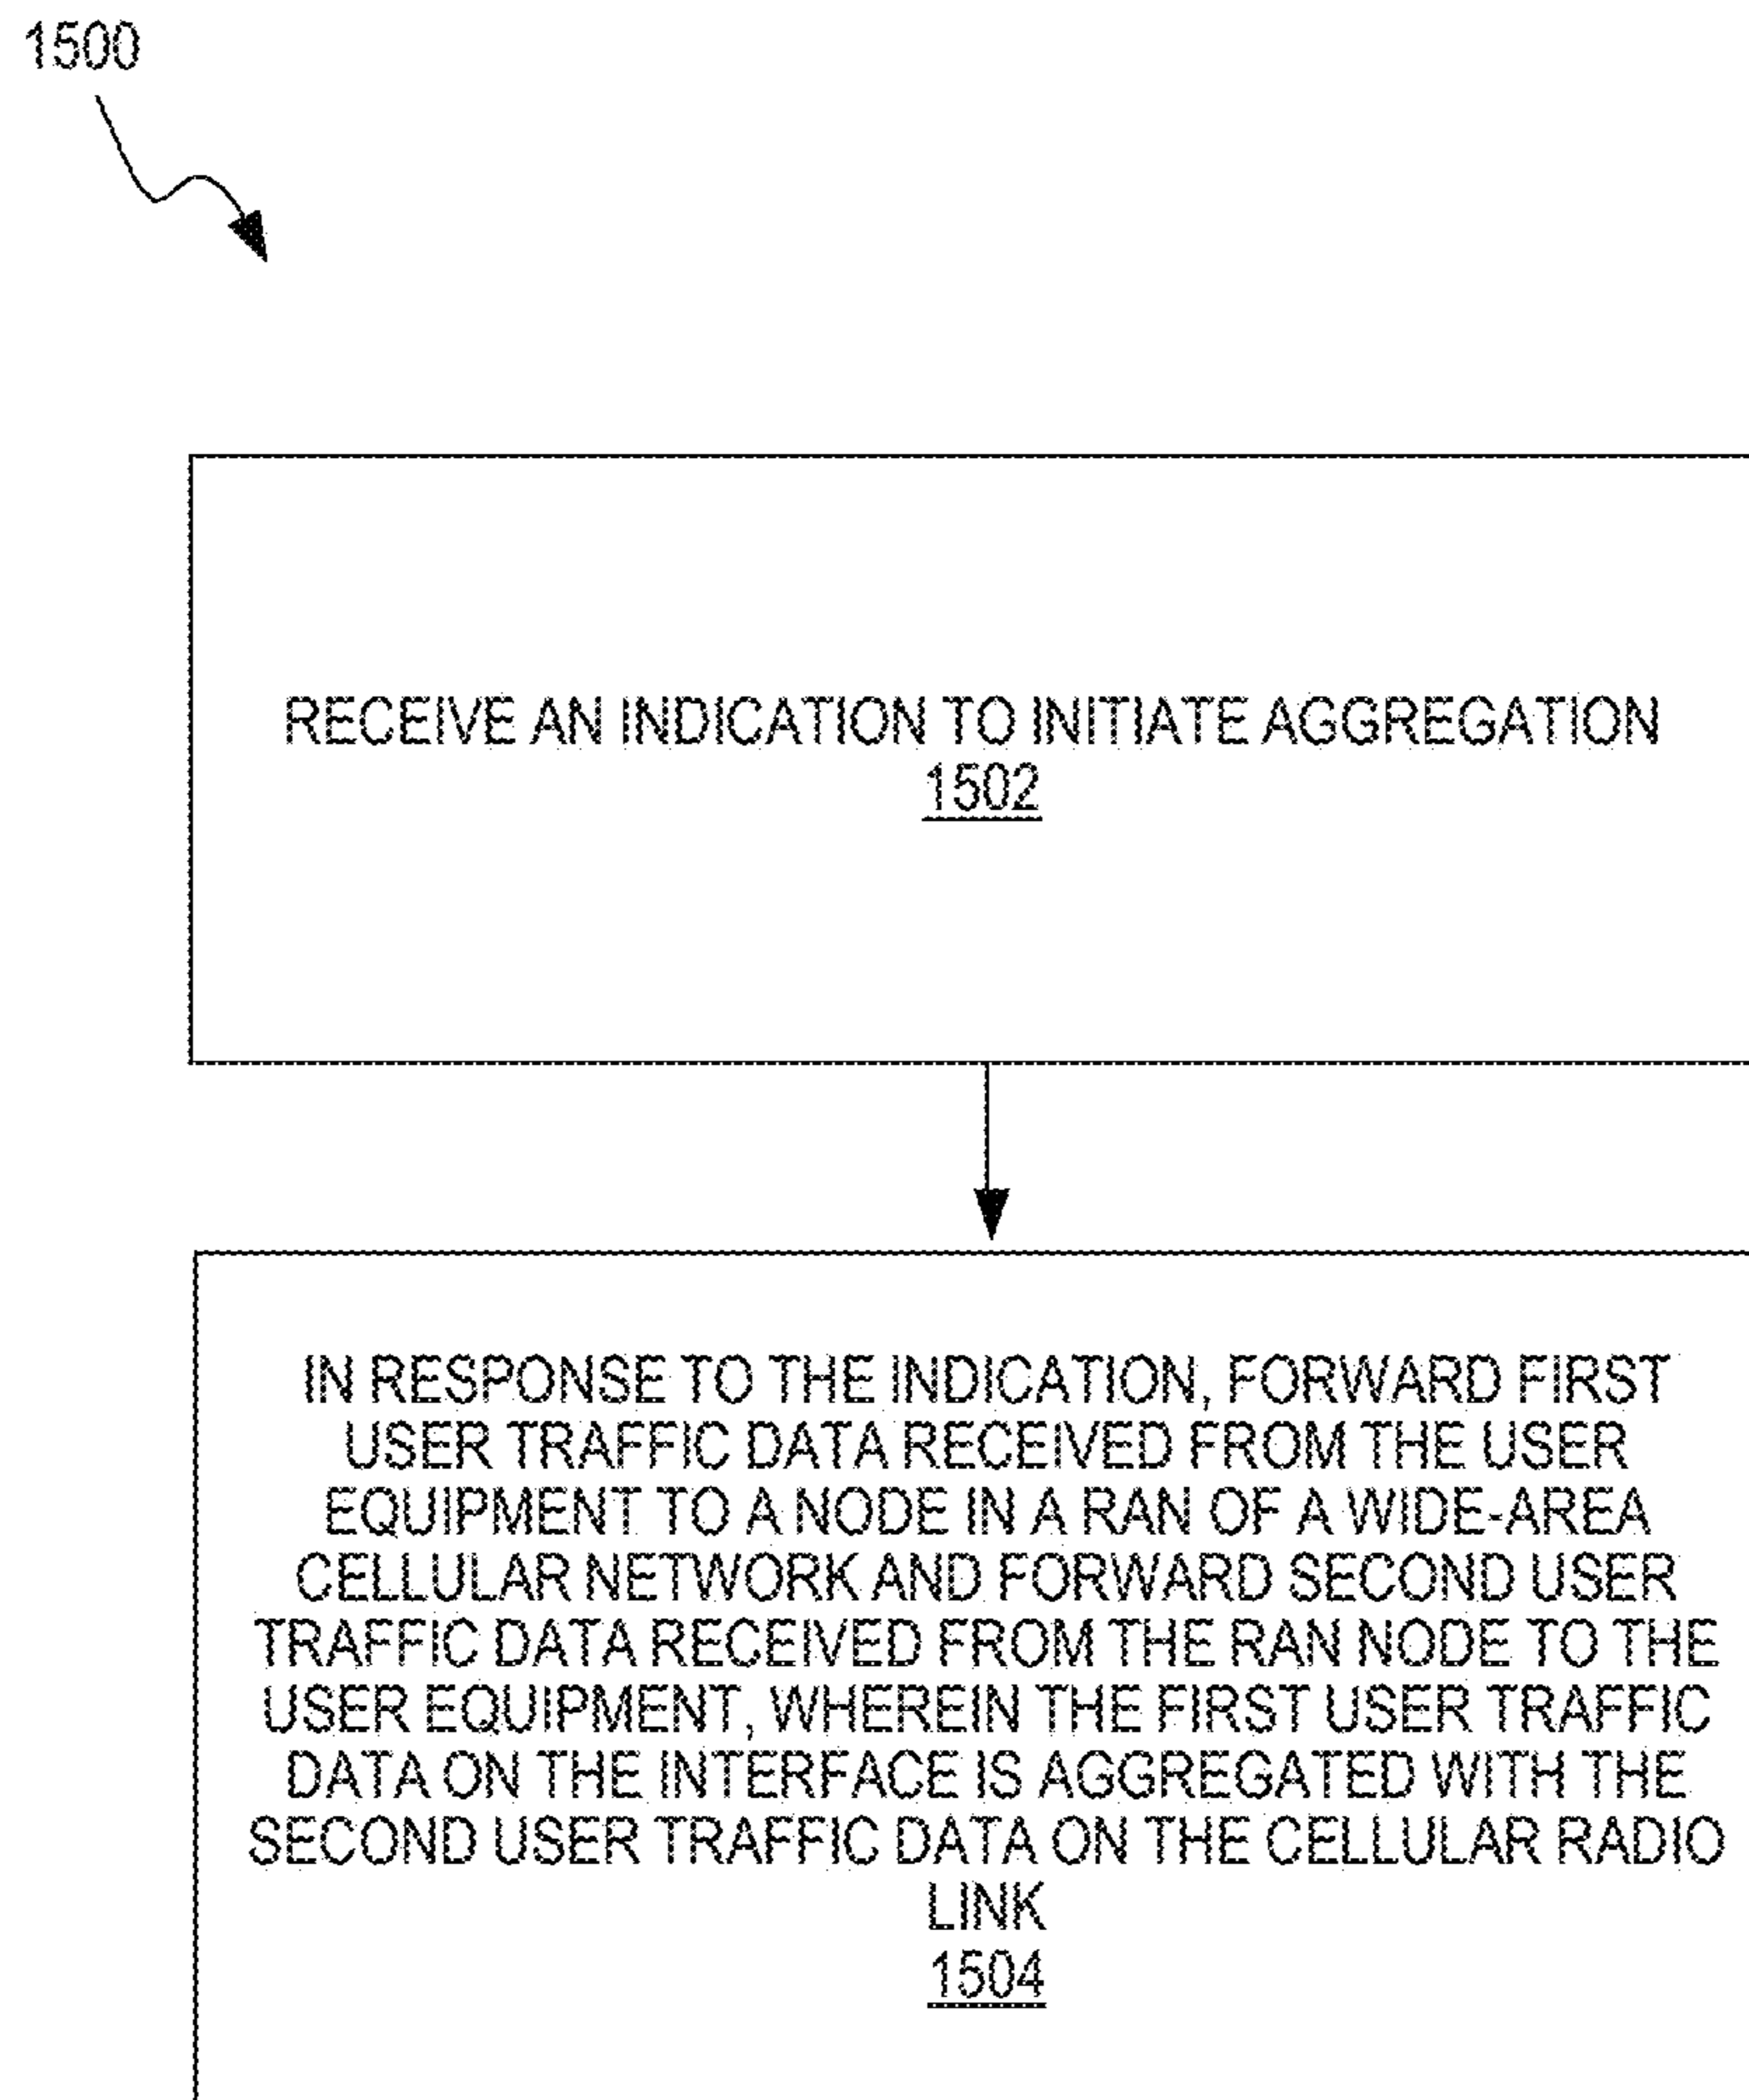 1500
RECEIVE AN INDICATION TO INITIATE AGGREGATION
1502
IN RESPONSE TO THE INDICATION, FORWARD FIRST
USER TRAFFIC DATA RECEIVED FROM THE USER
EQUIPMENT TO A NODE IN A RAN OF A WIDE-AREA
CELLULAR NETWORK AND FORWARD SECOND USER
TRAFFIC DATA RECEIVED FROM THE RAN NODE TO THE
USER EQUIPMENT, WHEREIN THE FIRST USER TRAFFIC
DATA ON THE INTERFACE IS AGGREGATED WITH THE
SECOND USER TRAFFIC DATA ON THE CELLULAR RADIO
LINK
1504